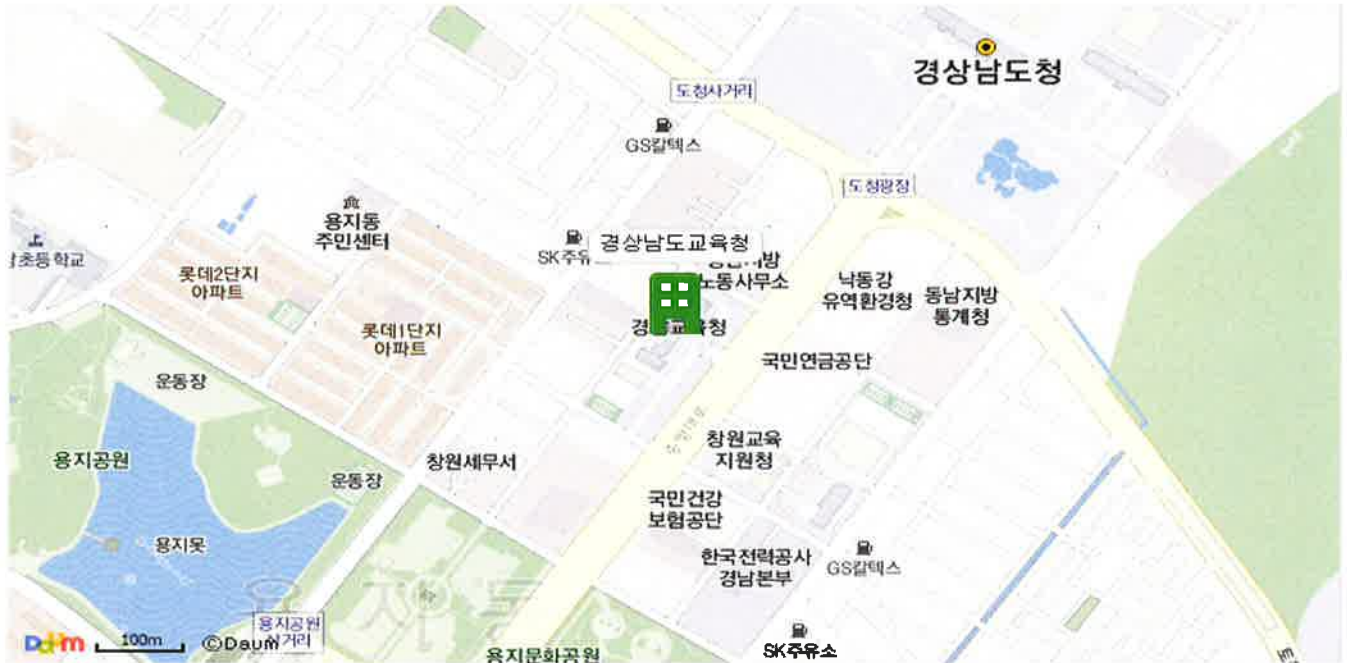 경상남도청
도청사거리
GS칼텍스
도청광장
용지동
주민센터
초등학교
SK주유
경상남도교육청
노동사무소
낙동강
유역환경청
동남지방
통계청
롯데2단지
아파트
롯데1단지
아파트
국민연금공단
운동장
용지공원
창원세무서
운동장
창원교육
지원청
국민건강
보험공단
용지못
한국전력공사
경남본부
GS칼텍스
용지공원
사거리
Daum
100m
©Daum
용지문화공원
SK주유소